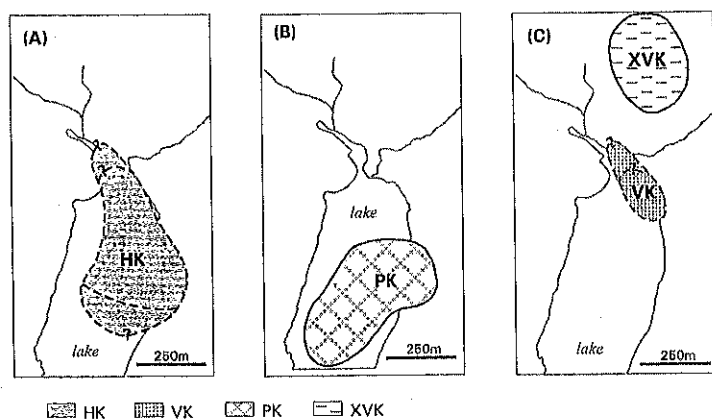 (A)
HK
?
?
lake
250m
(B)
lake
PK
250m
(C)
XVK
VK
lake
250m
HK VK PK XVK